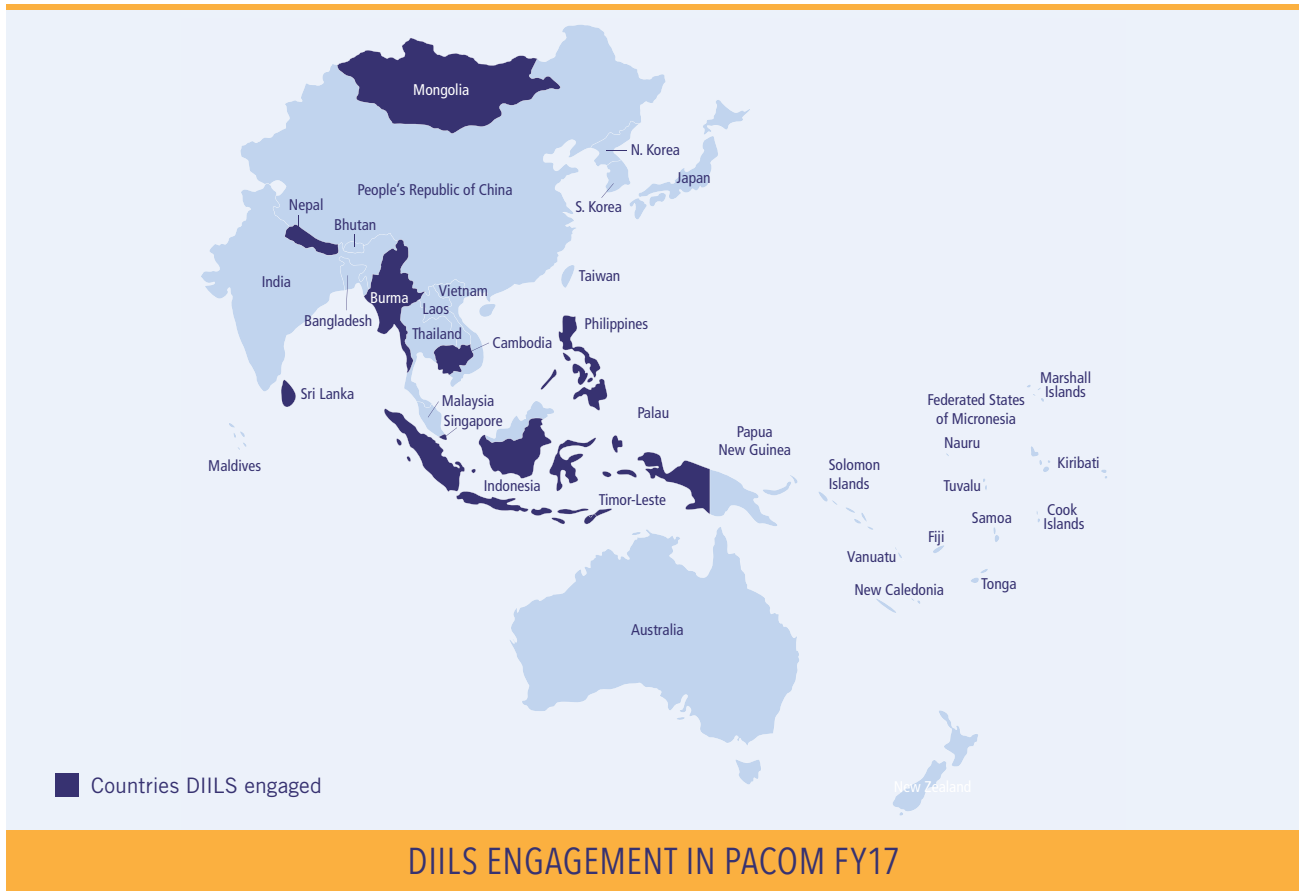 Mongolia
N. Korea
Japan
People's Republic of China
S. Korea
Nepal
Bhutan
India
Taiwan
Burma
Vietnam
Laos
Bangladesh
Thailand
Philippines
Cambodia
Sri Lanka
Malaysia
Singapore
Palau
Marshall
Islands
Federated States
of Micronesia
Papua
New Guinea
Nauru
Maldives
Solomon
Islands
Kiribati
Indonesia
Timor-Leste
Tuvalu
Samoa
Cook
Islands
Fiji
Vanuatu
New Caledonia
Tonga
Australia
New Zealand
Countries DIILS engaged
DIILS ENGAGEMENT IN PACOM FY17